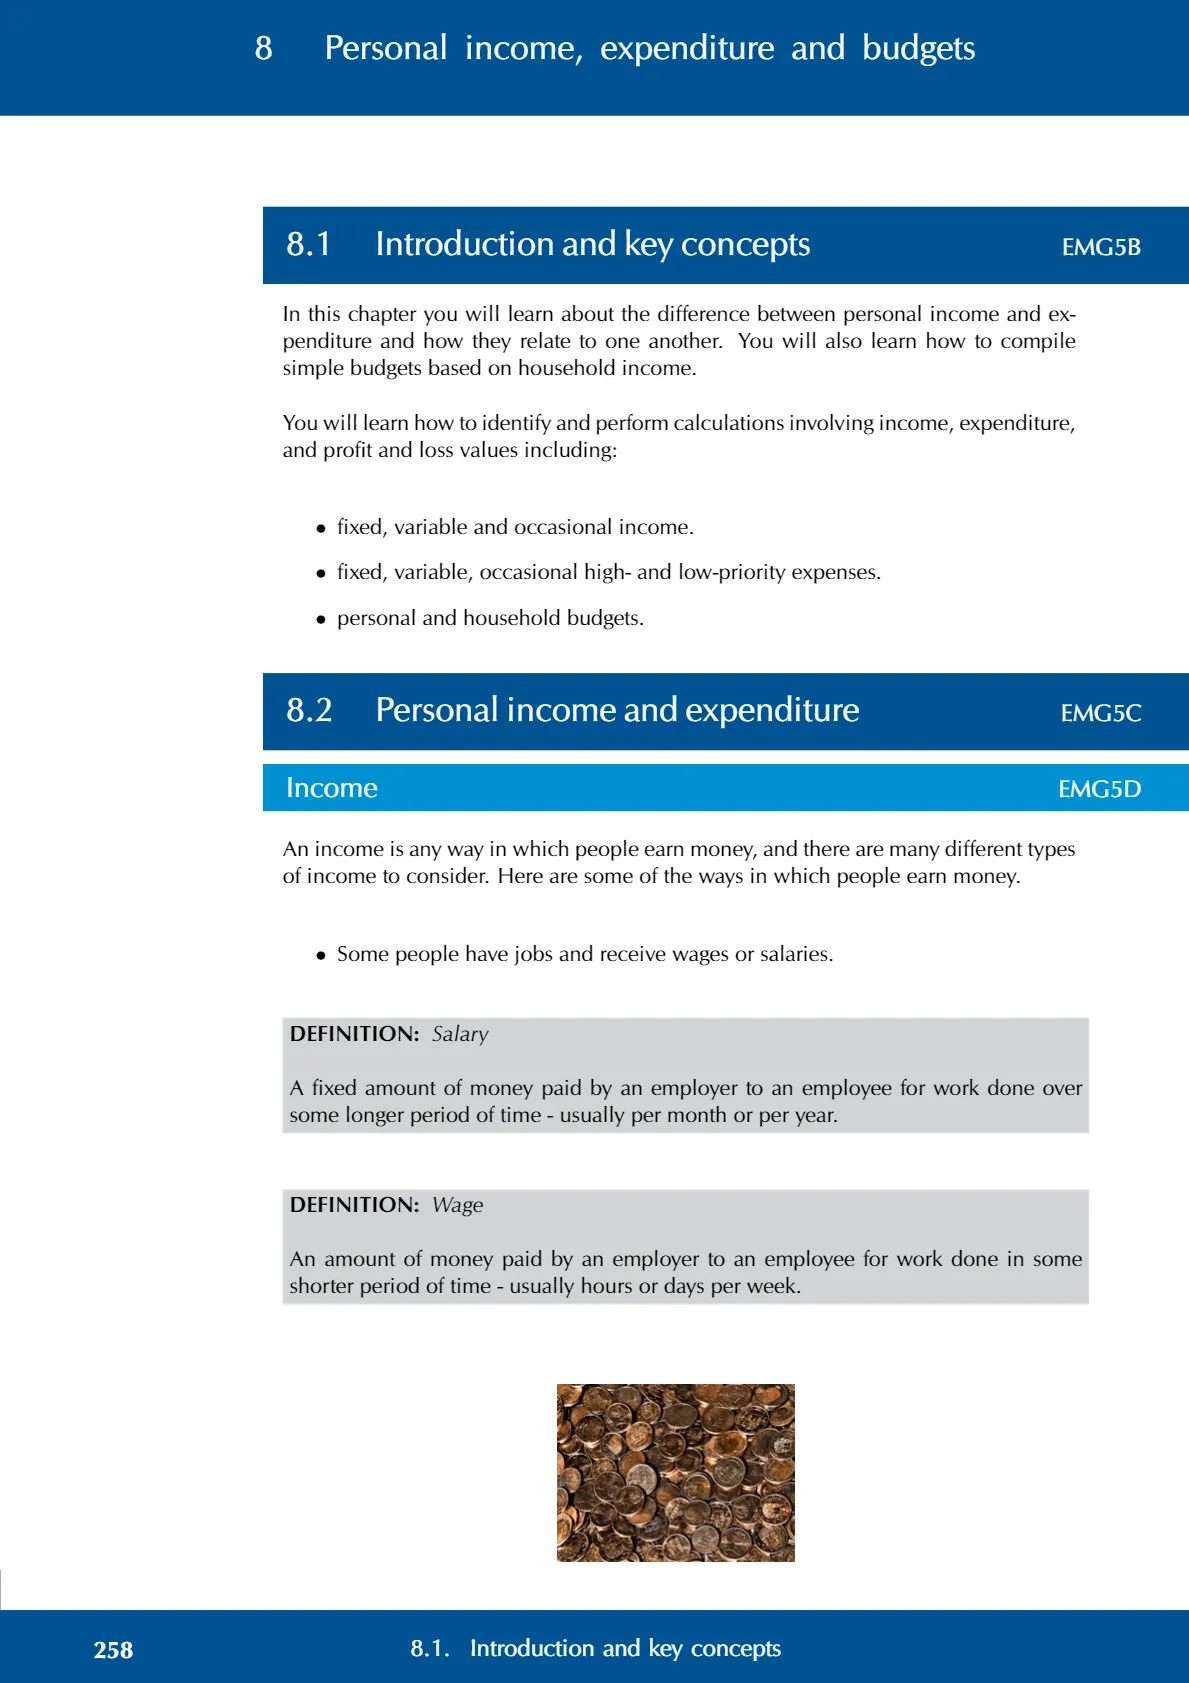 8 Personal income, expenditure and budgets
8.1 Introduction and key concepts EMG5B
In this chapter you will learn about the difference between personal income and ex-
penditure and how they relate to one another. You will also learn how to compile
simple budgets based on household income.
You will learn how to identify and perform calculations involving income, expenditure,
and profit and loss values including:
• fixed, variable and occasional income.
• fixed, variable, occasional high- and low-priority expenses.
• personal and household budgets.
8.2 Personal income and expenditure EMG5C
Income EMG5D
An income is any way in which people earn money, and there are many different types
of income to consider. Here are some of the ways in which people earn money.
• Some people have jobs and receive wages or salaries.
DEFINITION: Salary
A fixed amount of money paid by an employer to an employee for work done over
some longer period of time - usually per month or per year.
DEFINITION: Wage
An amount of money paid by an employer to an employee for work done in some
shorter period of time - usually hours or days per week.
258 8.1. Introduction and key concepts